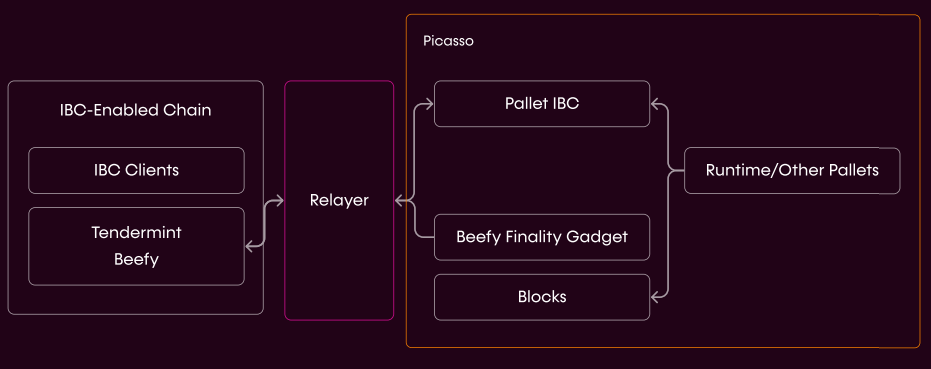 Picasso
IBC-Enabled Chain
IBC Clients
Tendermint
Beefy
Relayer
Pallet IBC
Beefy Finality Gadget
Blocks
Runtime/Other Pallets